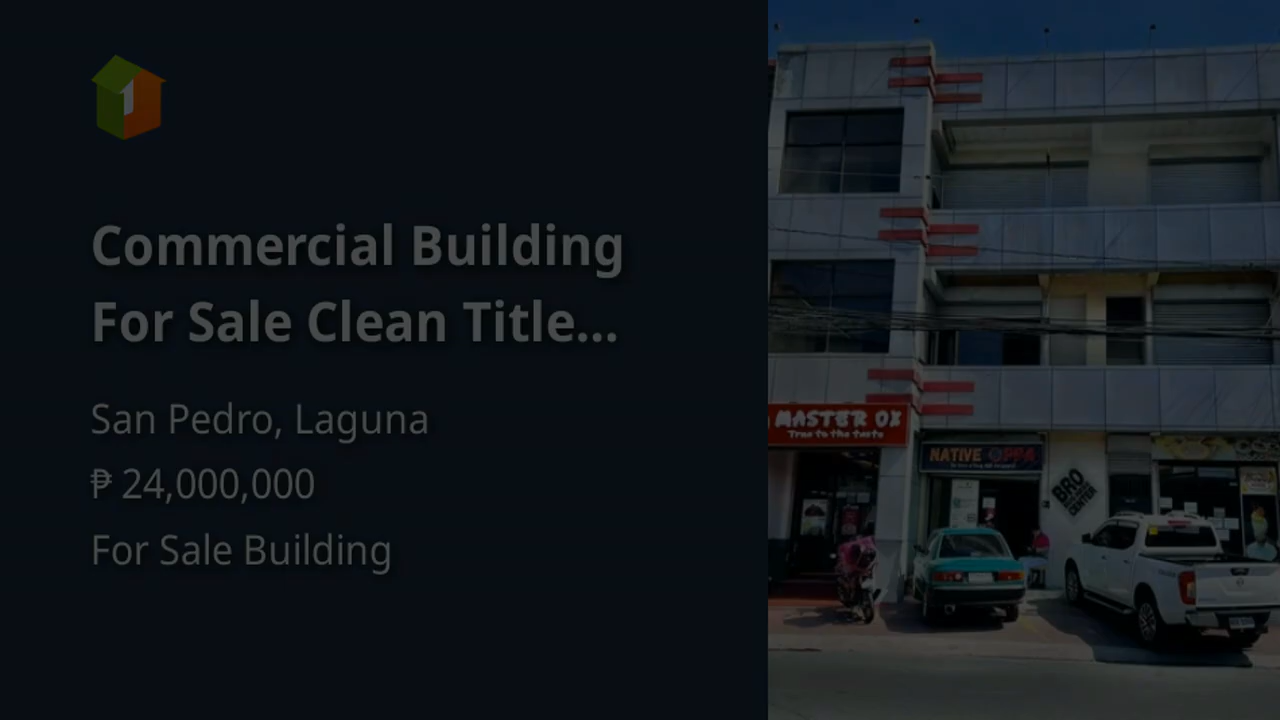 Commercial Building
For Sale Clean Title...
San Pedro, Laguna
₱ 24,000,000
For Sale Building
MASTER OX
True to the taste
NATIVE
BRO
CENTER